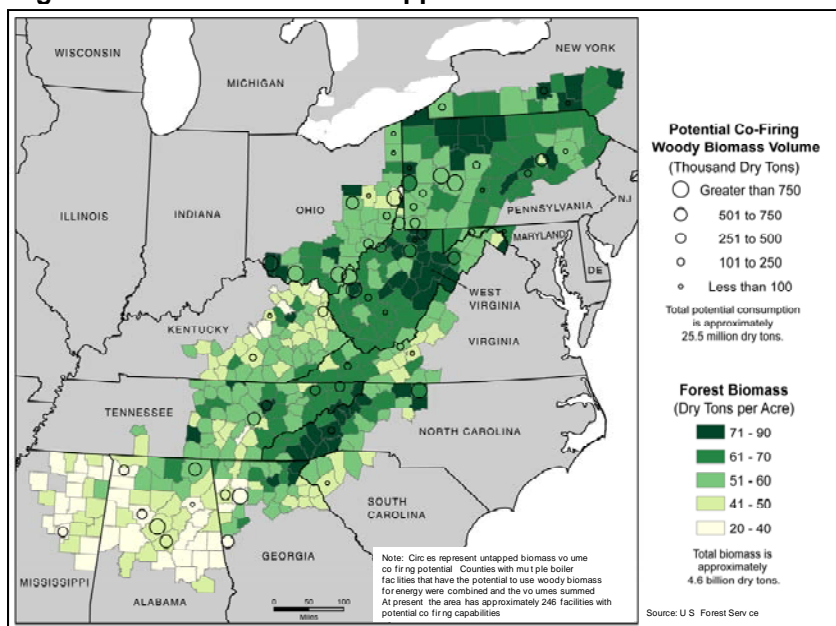 WISCONSIN
MICHIGAN
NEW YORK
ILLINOIS
INDIANA
OHIO
PENNSYLVANIA
N.J
MARYLAND
DE
WEST
VIRGINIA
KENTUCKY
VIRGINIA
TENNESSEE
NORTH CAROLINA
SOUTH
CAROLINA
MISSISSIPPI
ALABAMA
GEORGIA
0 50 100
Miles
Note: Circ es represent untapped biomass vo ume
co fir ng potential Counties with mu t ple boiler
fac lities that have the potential to use woody biomass
for energy were combined and the vo umes summed
At present the area has approximately 246 facilities with
potential co fir ng capabilities
Potential Co-Firing
Woody Biomass Volume
(Thousand Dry Tons)
Greater than 750
501 to 750
251 to 500
101 to 250
Less than 100
Total potential consumption
is approximately
25.5 million dry tons.
Forest Biomass
(Dry Tons per Acre)
71 - 90
61 - 70
51 - 60
41 - 50
20 - 40
Total biomass is
approximately
4.6 billion dry tons.
Source: U S Forest Serv ce